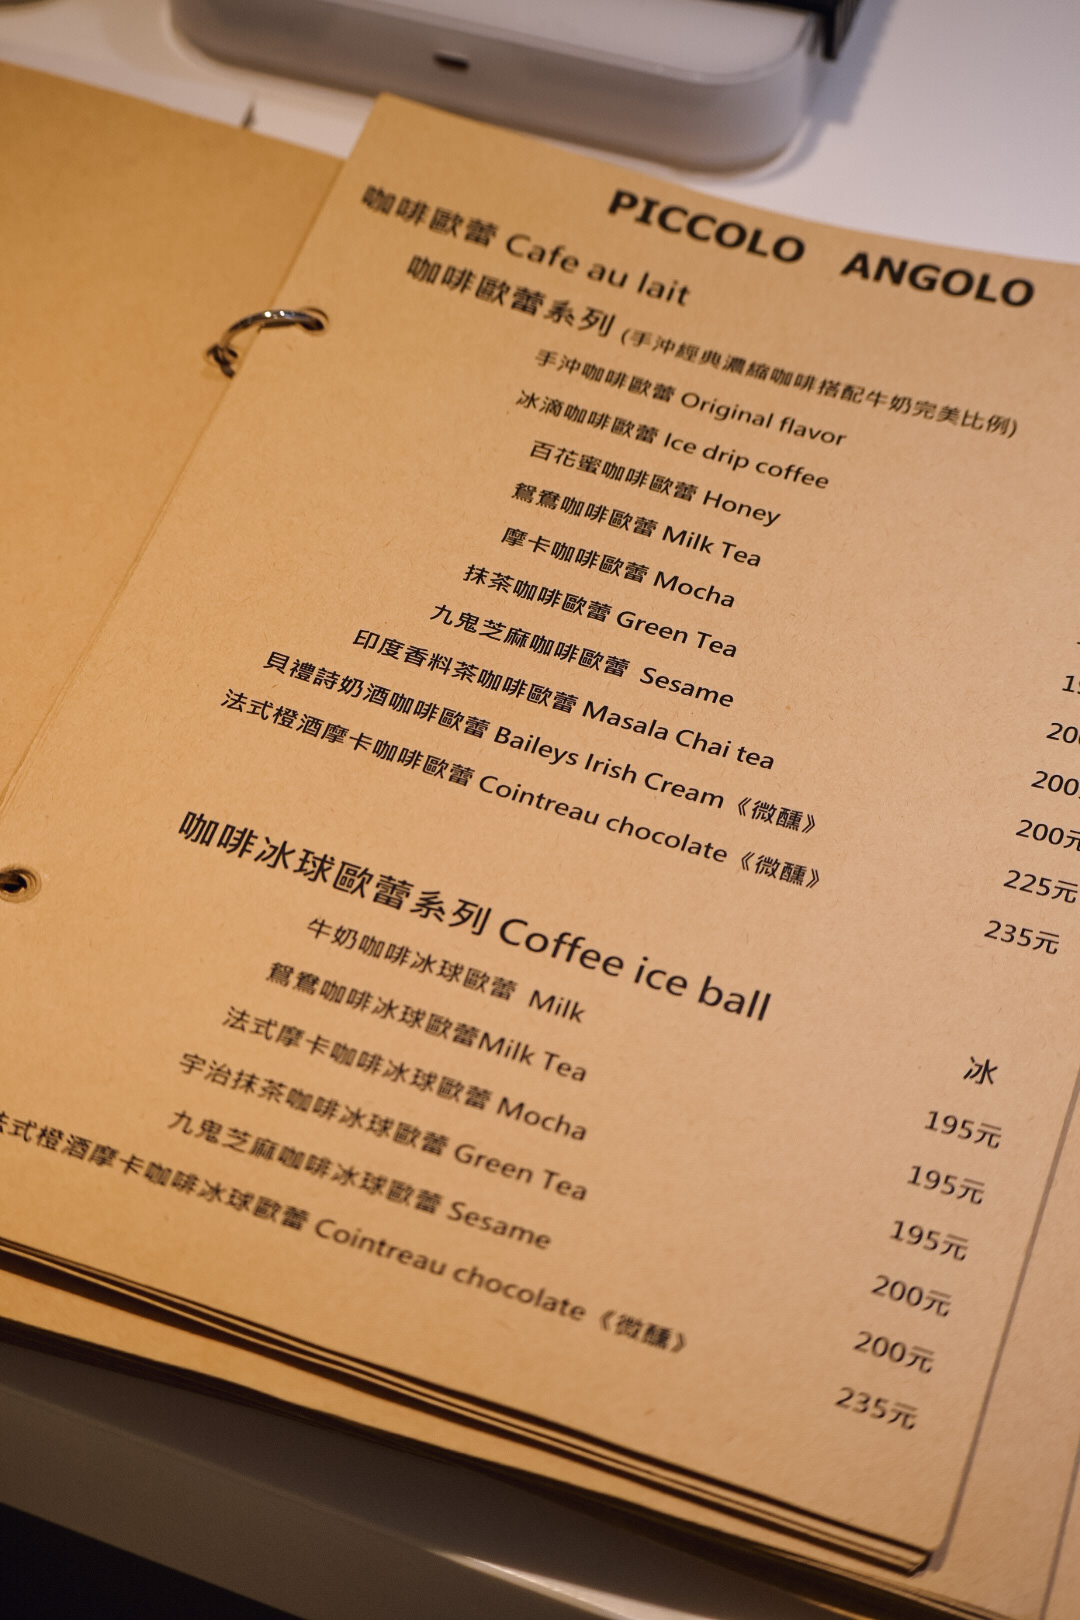 PICCOLO ANGOLO
咖啡歐蕾 Cafe au lait
咖啡歐蕾系列 (手沖經典濃縮咖啡搭配牛奶完美比例)
手沖咖啡歐蕾 Original flavor
冰滴咖啡歐蕾 Ice drip coffee
百花蜜咖啡歐蕾 Honey
鴛鴦咖啡歐蕾 Milk Tea
摩卡咖啡歐蕾 Mocha
抹茶咖啡歐蕾 Green Tea
九鬼芝麻咖啡歐蕾 Sesame 200
印度香料茶咖啡歐蕾 Masala Chai tea 200元
貝禮詩奶酒咖啡歐蕾 Baileys Irish Cream《微醺》 225元
法式橙酒摩卡咖啡歐蕾 Cointreau chocolate《微醺》 235元
咖啡冰球歐蕾系列 Coffee ice ball
冰
牛奶咖啡冰球歐蕾 Milk 195元
鴛鴦咖啡冰球歐蕾Milk Tea 195元
法式摩卡咖啡冰球歐蕾 Mocha 195元
宇治抹茶咖啡冰球歐蕾 Green Tea 200元
九鬼芝麻咖啡冰球歐蕾 Sesame 200元
法式橙酒摩卡咖啡冰球歐蕾 Cointreau chocolate《微醺》 235元